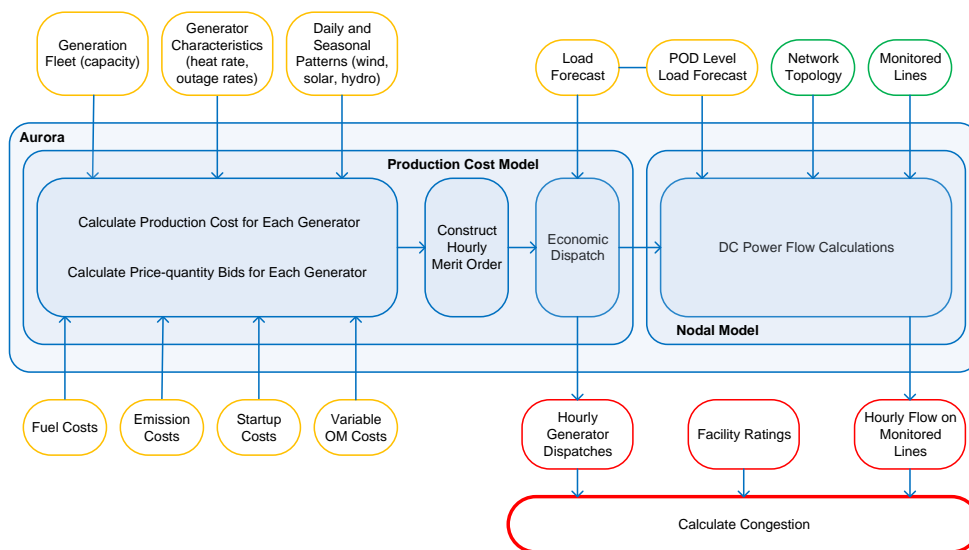 Generation
Fleet (capacity)
Generator
Characteristics
(heat rate,
outage rates)
Daily and
Seasonal
Patterns (wind,
solar, hydro)
Load
Forecast
POD Level
Load Forecast
Network
Topology
Monitored
Lines
Aurora
Production Cost Model
Calculate Production Cost for Each Generator
Calculate Price-quantity Bids for Each Generator
Construct
Hourly
Merit Order
Economic
Dispatch
DC Power Flow Calculations
Nodal Model
Fuel Costs
Emission
Costs
Startup
Costs
Variable
OM Costs
Hourly
Generator
Dispatches
Facility Ratings
Hourly Flow on
Monitored
Lines
Calculate Congestion